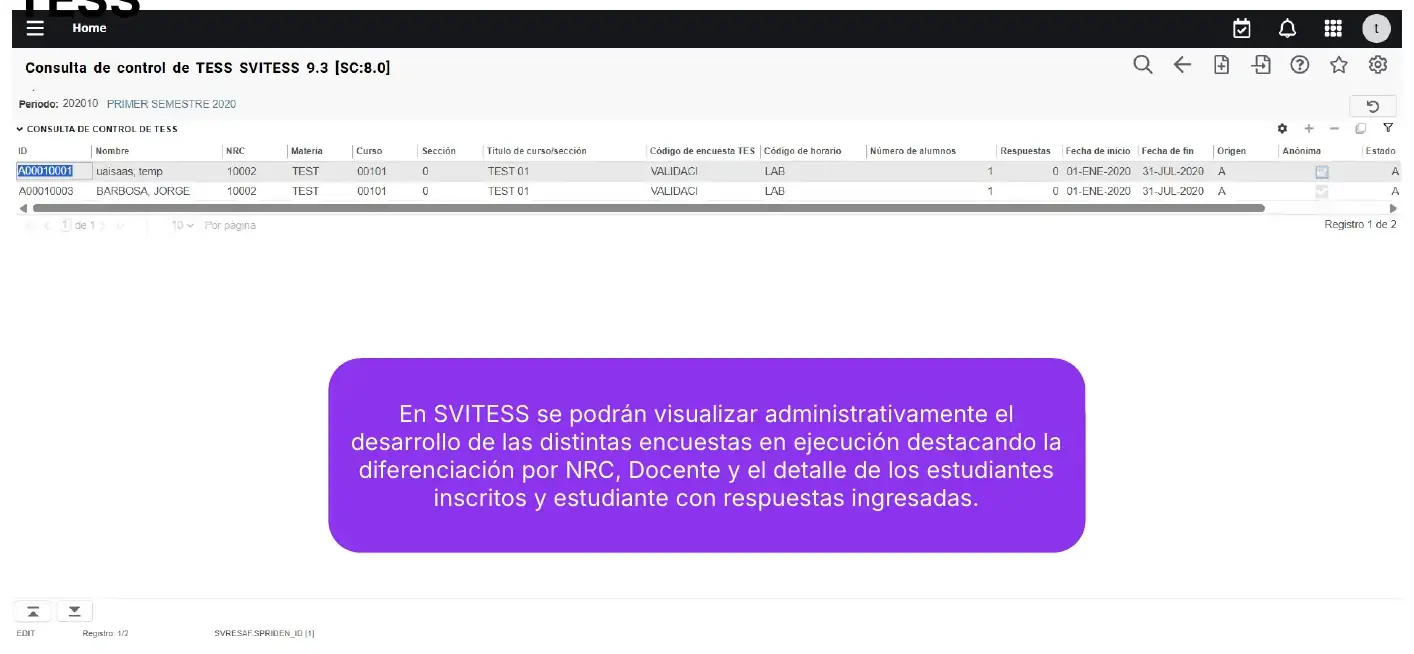 TESS
Home
t
Consulta de control de TESS SVITESS 9.3 [SC:8.0]
Periodo: 202010 PRIMER SEMESTRE 2020
CONSULTA DE CONTROL DE TESS
ID Nombre NRC Materia Curso Sección Título de curso/sección Código de encuesta TES Código de horario Número de alumnos Respuestas Fecha de inicio Fecha de fin Origen Anónima Estado
A00010001 uaisaas, temp 10002 TEST 00101 0 TEST 01 VALIDACI LAB 1 0 01-ENE-2020 31-JUL-2020 A A
A00010003 BARBOSA, JORGE 10002 TEST 00101 0 TEST 01 VALIDACI LAB 1 0 01-ENE-2020 31-JUL-2020 A A
1 de 1 10 Por página Registro 1 de 2
En SVITESS se podrán visualizar administrativamente el
desarrollo de las distintas encuestas en ejecución destacando la
diferenciación por NRC, Docente y el detalle de los estudiantes
inscritos y estudiante con respuestas ingresadas.
EDIT Registro: 1/2 SVRESAF.SPRIDEN_ID [1]